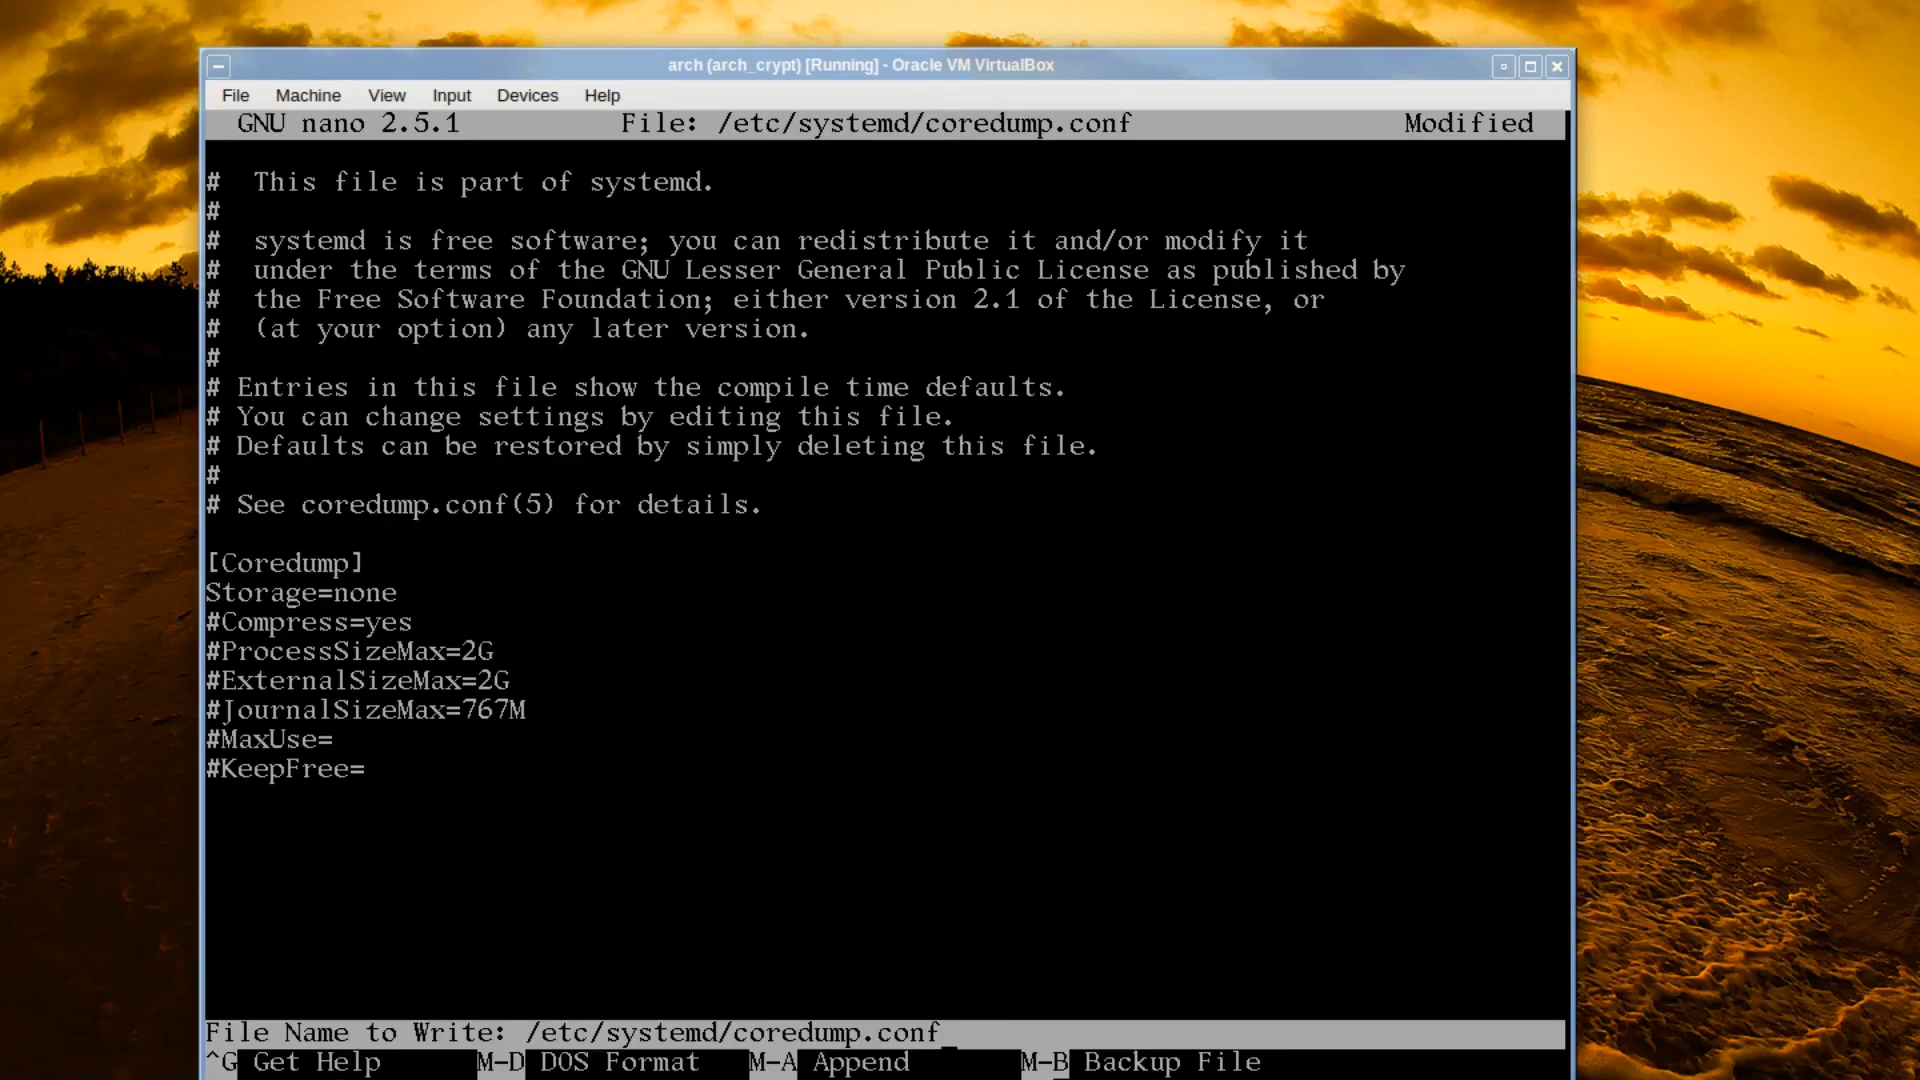 arch (arch_crypt) [Running] - Oracle VM VirtualBox
File Machine View Input Devices Help
GNU nano 2.5.1 File: /etc/systemd/coredump.conf Modified
#  This file is part of systemd.
#
#  systemd is free software; you can redistribute it and/or modify it
#  under the terms of the GNU Lesser General Public License as published by
#  the Free Software Foundation; either version 2.1 of the License, or
#  (at your option) any later version.
#
# Entries in this file show the compile time defaults.
# You can change settings by editing this file.
# Defaults can be restored by simply deleting this file.
#
# See coredump.conf(5) for details.
[Coredump]
Storage=none
#Compress=yes
#ProcessSizeMax=2G
#ExternalSizeMax=2G
#JournalSizeMax=767M
#MaxUse=
#KeepFree=
File Name to Write: /etc/systemd/coredump.conf
^G Get Help M-D DOS Format M-A Append M-B Backup File